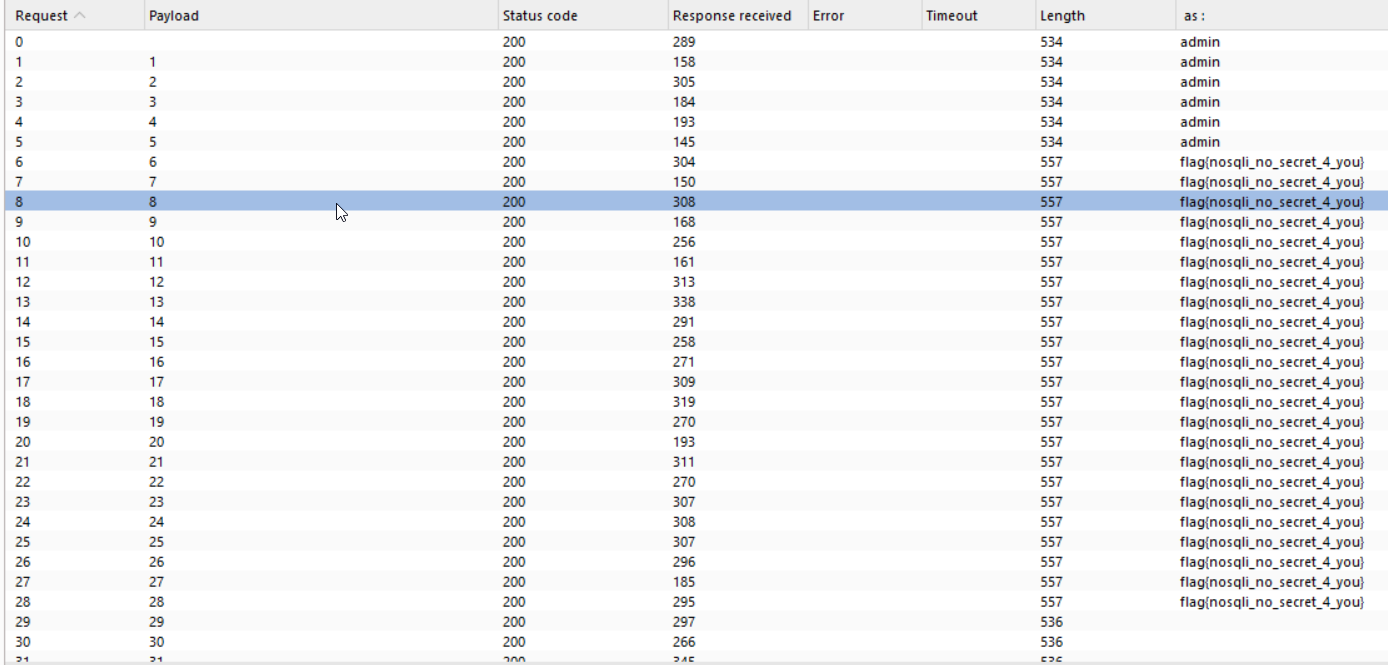 Request Payload Status code Response received Error Timeout Length as :
0 200 289 534 admin
1 1 200 158 534 admin
2 2 200 305 534 admin
3 3 200 184 534 admin
4 4 200 193 534 admin
5 5 200 145 534 admin
6 6 200 304 557 flag{nosqli_no_secret_4_you}
7 7 200 150 557 flag{nosqli_no_secret_4_you}
8 8 200 308 557 flag{nosqli_no_secret_4_you}
9 9 200 168 557 flag{nosqli_no_secret_4_you}
10 10 200 256 557 flag{nosqli_no_secret_4_you}
11 11 200 161 557 flag{nosqli_no_secret_4_you}
12 12 200 313 557 flag{nosqli_no_secret_4_you}
13 13 200 338 557 flag{nosqli_no_secret_4_you}
14 14 200 291 557 flag{nosqli_no_secret_4_you}
15 15 200 258 557 flag{nosqli_no_secret_4_you}
16 16 200 271 557 flag{nosqli_no_secret_4_you}
17 17 200 309 557 flag{nosqli_no_secret_4_you}
18 18 200 319 557 flag{nosqli_no_secret_4_you}
19 19 200 270 557 flag{nosqli_no_secret_4_you}
20 20 200 193 557 flag{nosqli_no_secret_4_you}
21 21 200 311 557 flag{nosqli_no_secret_4_you}
22 22 200 270 557 flag{nosqli_no_secret_4_you}
23 23 200 307 557 flag{nosqli_no_secret_4_you}
24 24 200 308 557 flag{nosqli_no_secret_4_you}
25 25 200 307 557 flag{nosqli_no_secret_4_you}
26 26 200 296 557 flag{nosqli_no_secret_4_you}
27 27 200 185 557 flag{nosqli_no_secret_4_you}
28 28 200 295 557 flag{nosqli_no_secret_4_you}
29 29 200 297 536
30 30 200 266 536